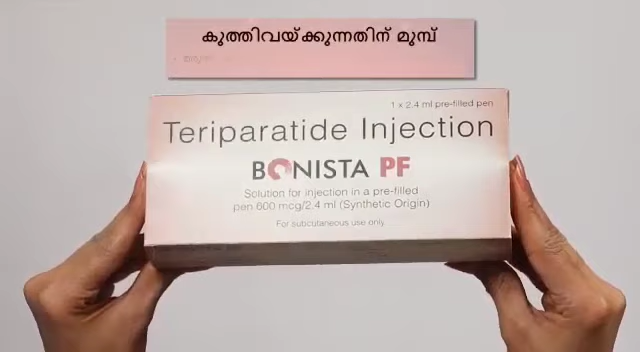 കുത്തിവയ്ക്കുന്നതിന് മുമ്പ്
1 x 2.4 ml pre-filled pen
Teriparatide Injection
BONISTA PF
Solution for injection in a pre-filled
pen 600 mcg/2.4 ml (Synthetic Origin)
For subcutaneous use only